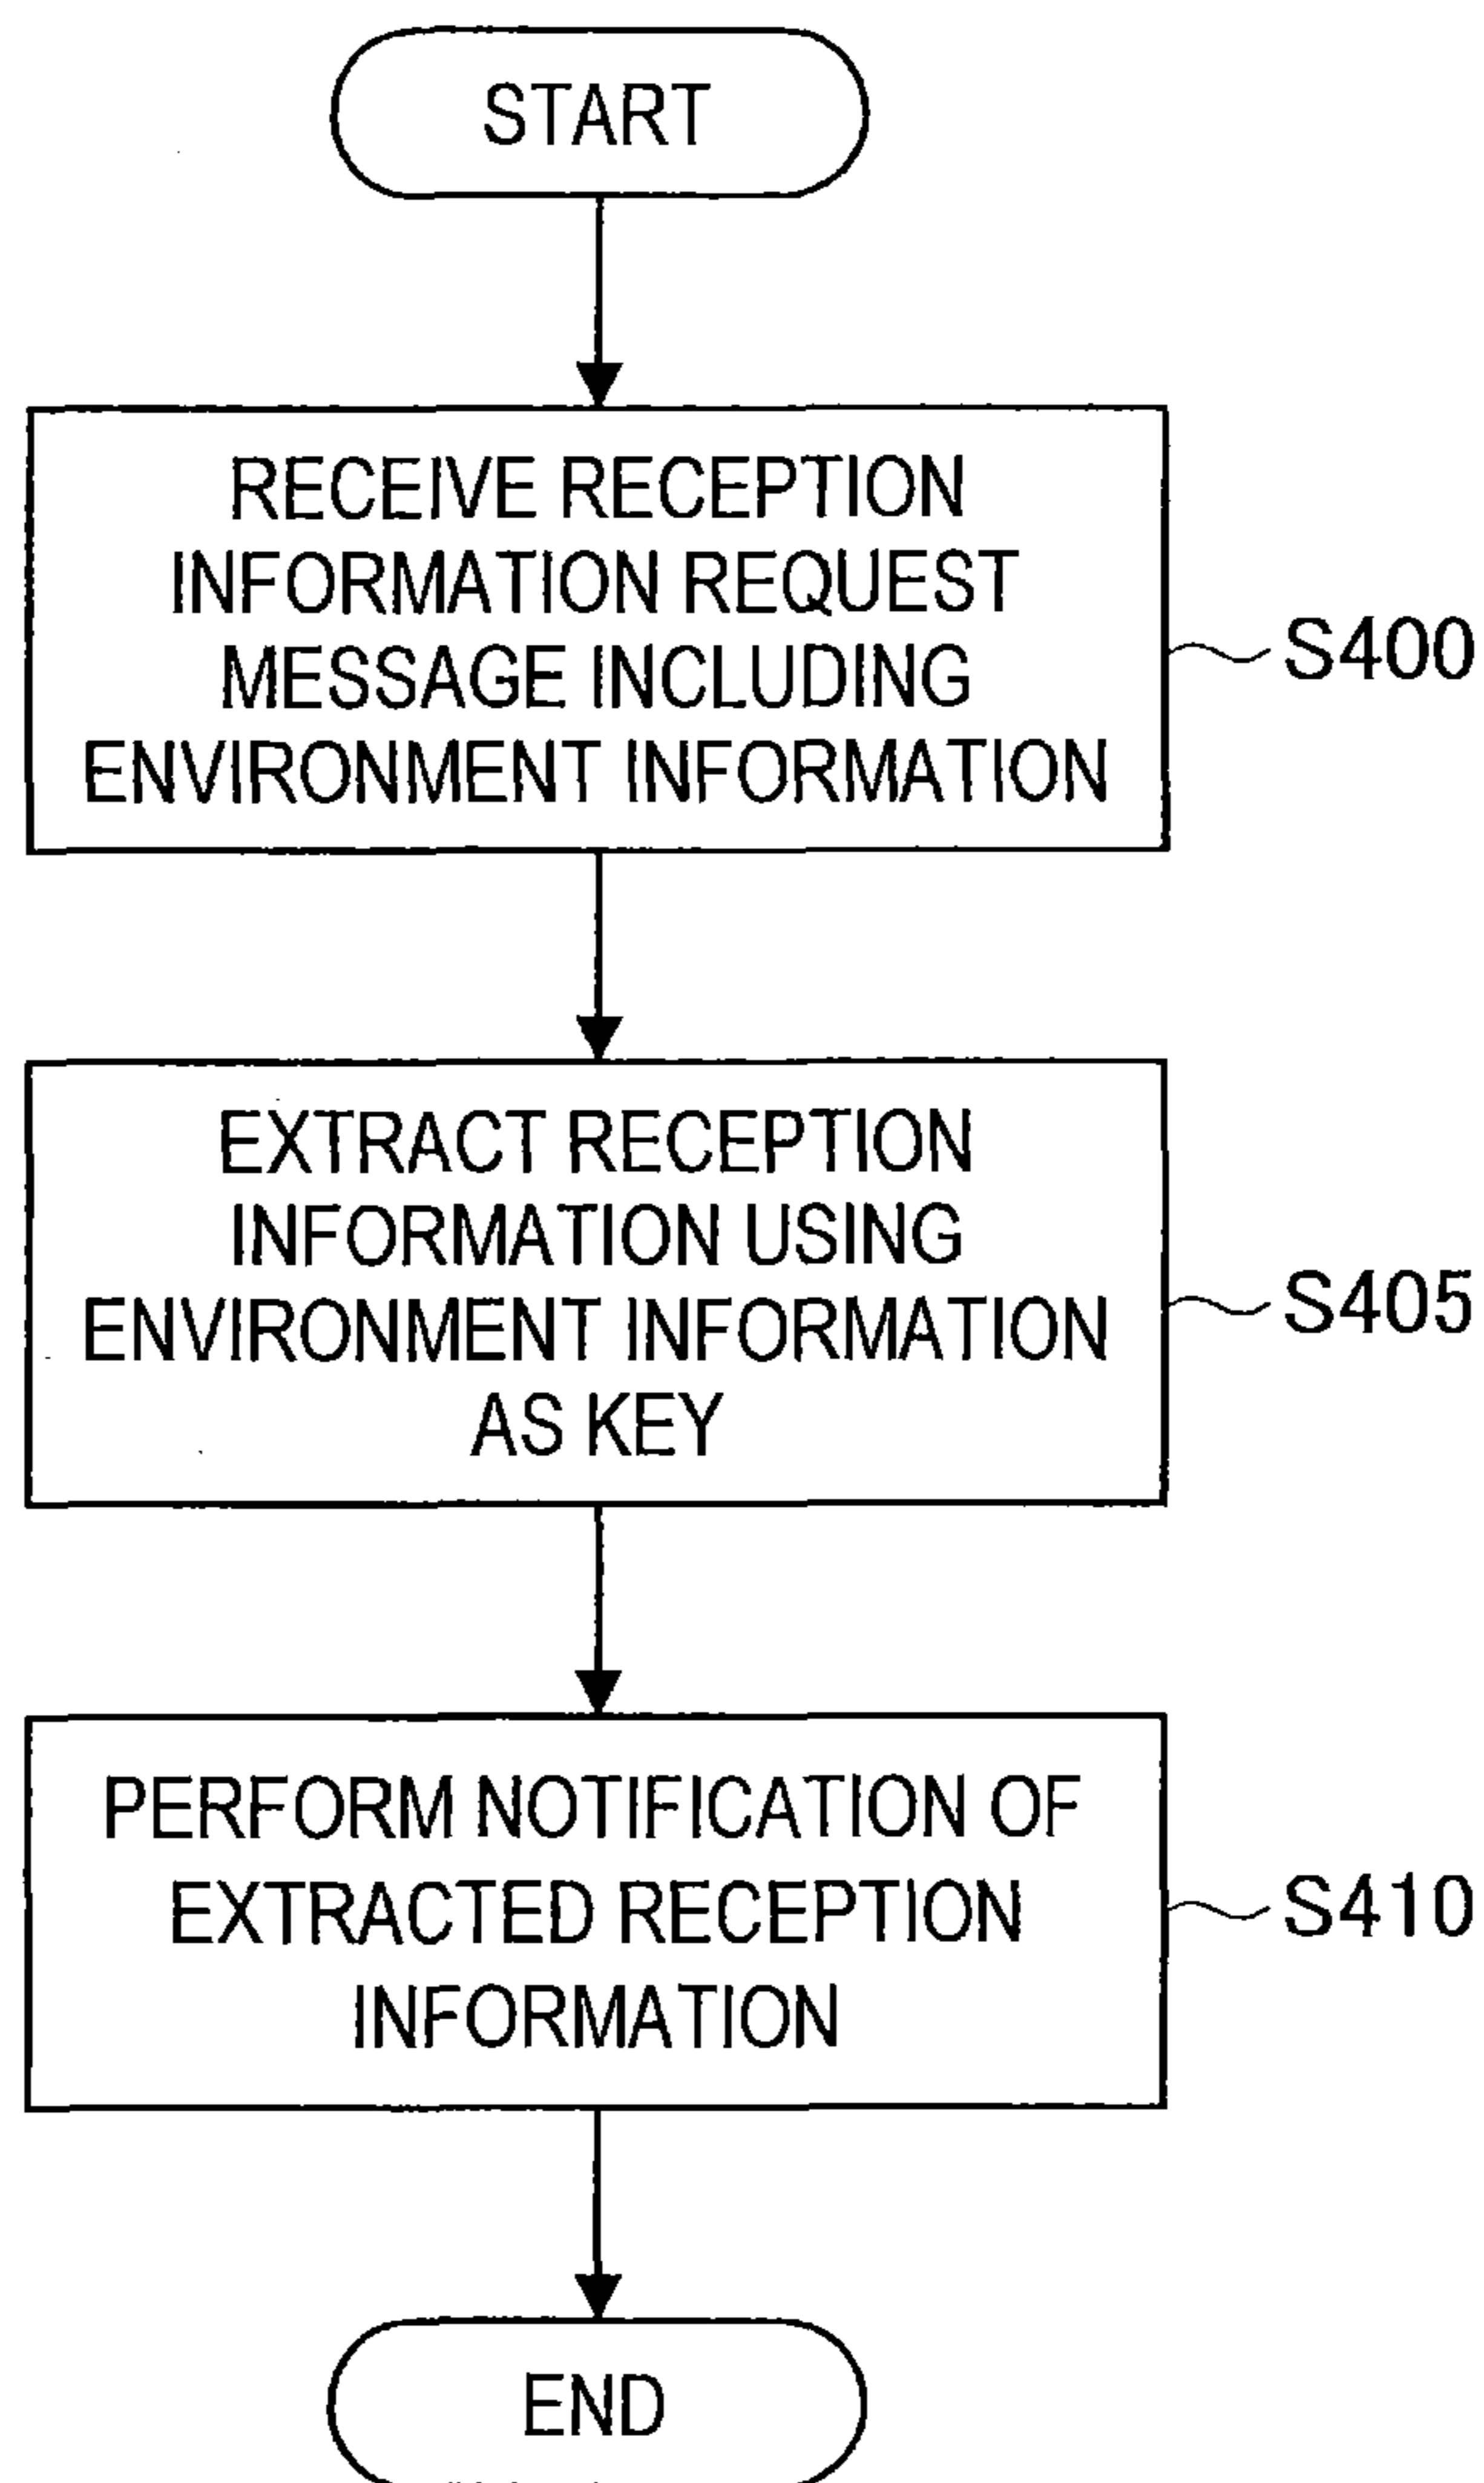 START
RECEIVE RECEPTION
INFORMATION REQUEST
MESSAGE INCLUDING
ENVIRONMENT INFORMATION
S400
EXTRACT RECEPTION
INFORMATION USING
ENVIRONMENT INFORMATION
AS KEY
S405
PERFORM NOTIFICATION OF
EXTRACTED RECEPTION
INFORMATION
S410
END